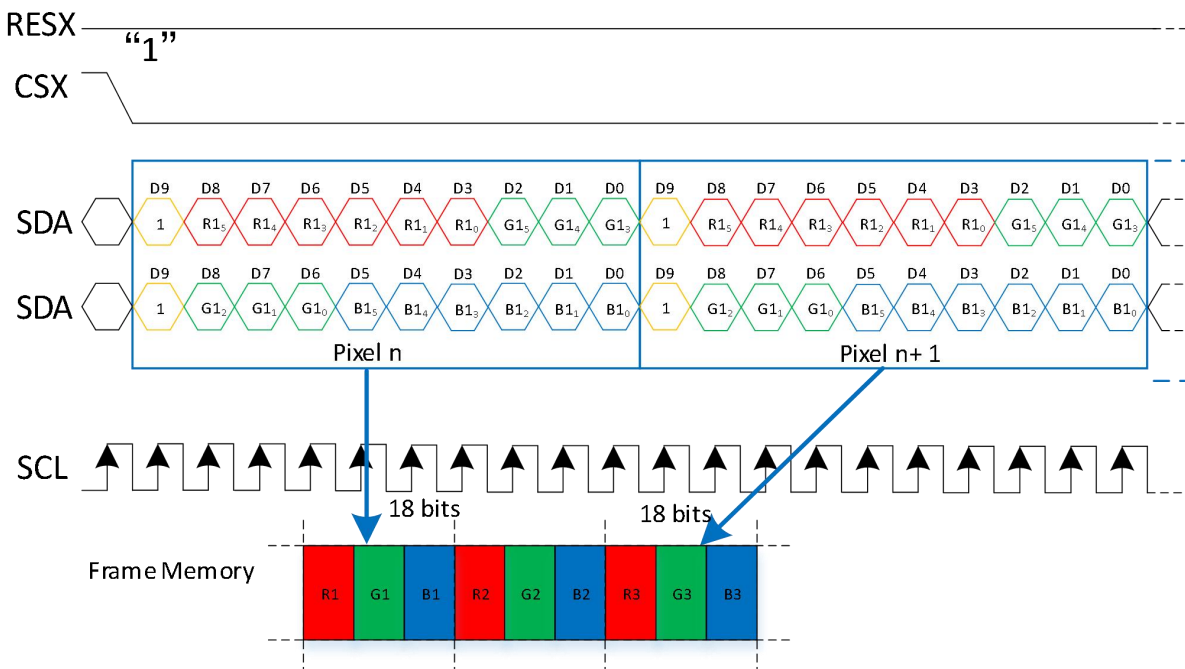 RESX
“1”
CSX
D9 D8 D7 D6 D5 D4 D3 D2 D1 D0 D9 D8 D7 D6 D5 D4 D3 D2 D1 D0
SDA 1 R1₅ R1₄ R1₃ R1₂ R1₁ R1₀ G1₅ G1₄ G1₃ 1 R1₅ R1₄ R1₃ R1₂ R1₁ R1₀ G1₅ G1₄ G1₃
D9 D8 D7 D6 D5 D4 D3 D2 D1 D0 D9 D8 D7 D6 D5 D4 D3 D2 D1 D0
SDA 1 G1₂ G1₁ G1₀ B1₅ B1₄ B1₃ B1₂ B1₁ B1₀ 1 G1₂ G1₁ G1₀ B1₅ B1₄ B1₃ B1₂ B1₁ B1₀
Pixel n Pixel n+ 1
SCL
18 bits 18 bits
Frame Memory
R1 G1 B1 R2 G2 B2 R3 G3 B3